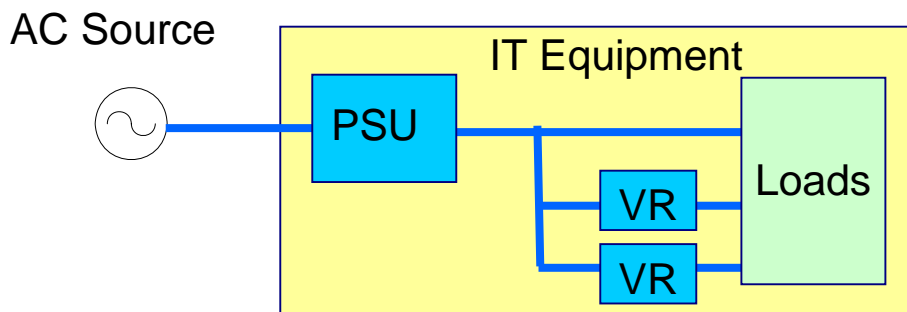 AC Source
IT Equipment
PSU
Loads
VR
VR